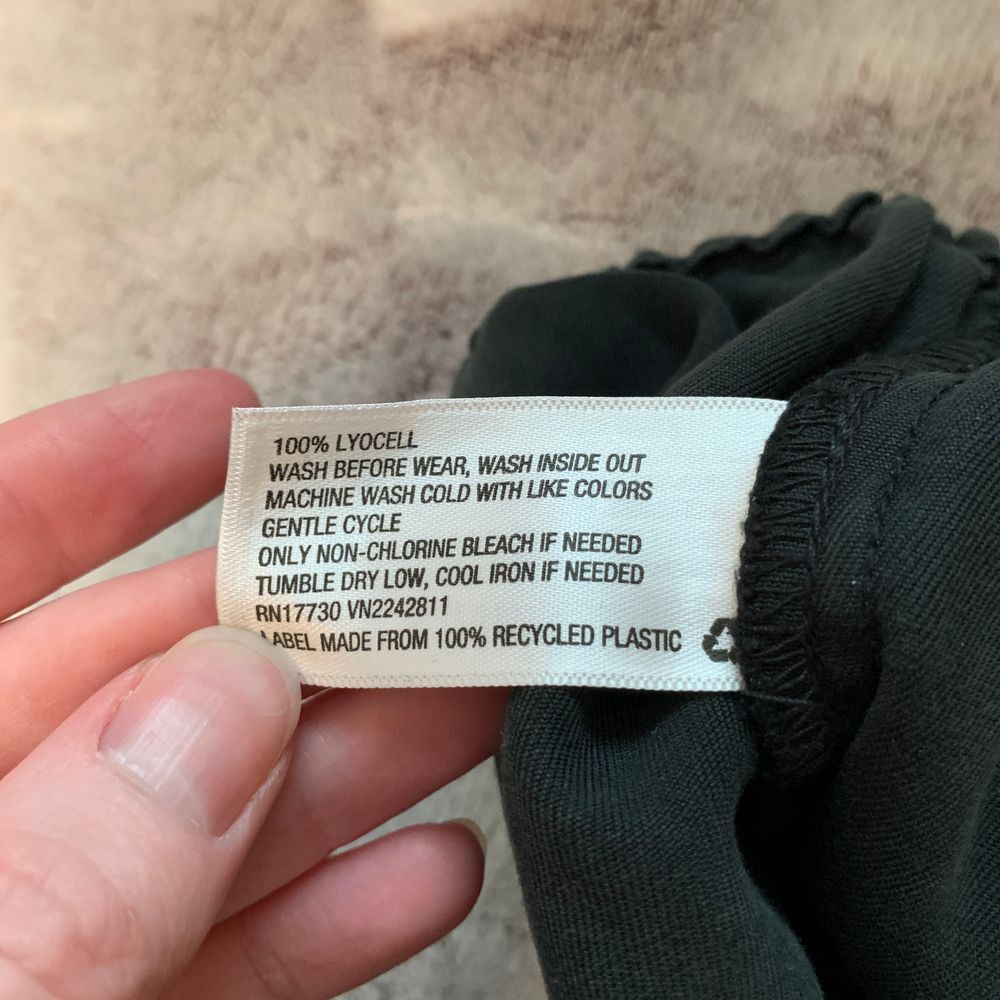 100% LYOCELL
WASH BEFORE WEAR, WASH INSIDE OUT
MACHINE WASH COLD WITH LIKE COLORS
GENTLE CYCLE
ONLY NON-CHLORINE BLEACH IF NEEDED
TUMBLE DRY LOW, COOL IRON IF NEEDED
RN17730 VN2242811
LABEL MADE FROM 100% RECYCLED PLASTIC